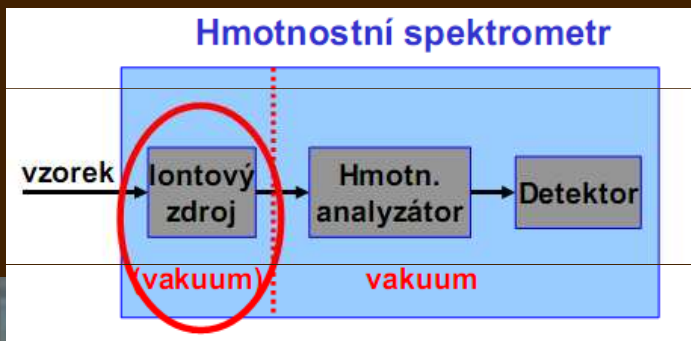 Hmotnostní spektrometr
vzorek
Iontový
zdroj
Hmotn.
analyzátor
Detektor
(vakuum)
vakuum